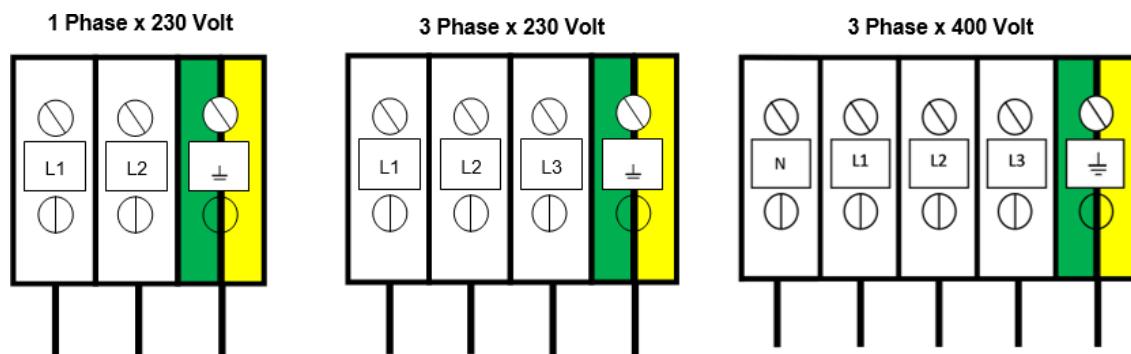 1 Phase x 230 Volt
L1 L2
3 Phase x 230 Volt
L1 L2 L3
3 Phase x 400 Volt
N L1 L2 L3